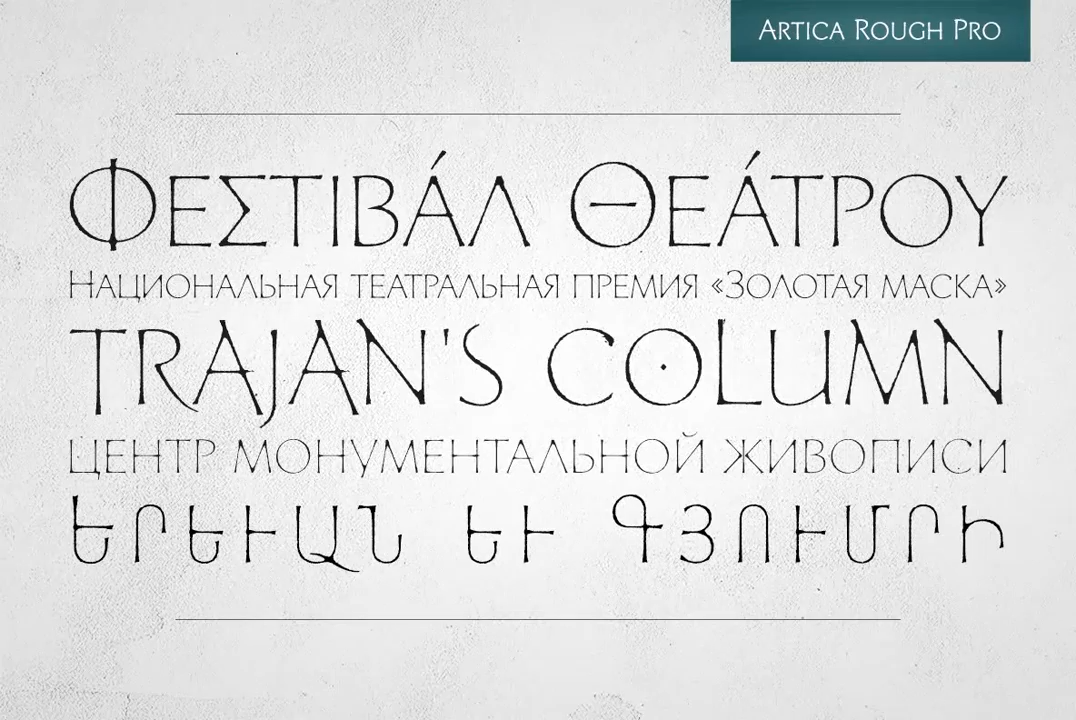 Artica Rough Pro
Φεστιβάλ Θεάτρου
Национальная театральная премия «Золотая маска»
TRAJAN'S COLUMN
ЦЕНТР МОНУМЕНТАЛЬНОЙ ЖИВОПИСИ
ԵՐԵՒԱՆ ԵՒ ԳՅՈՒՄՐԻ